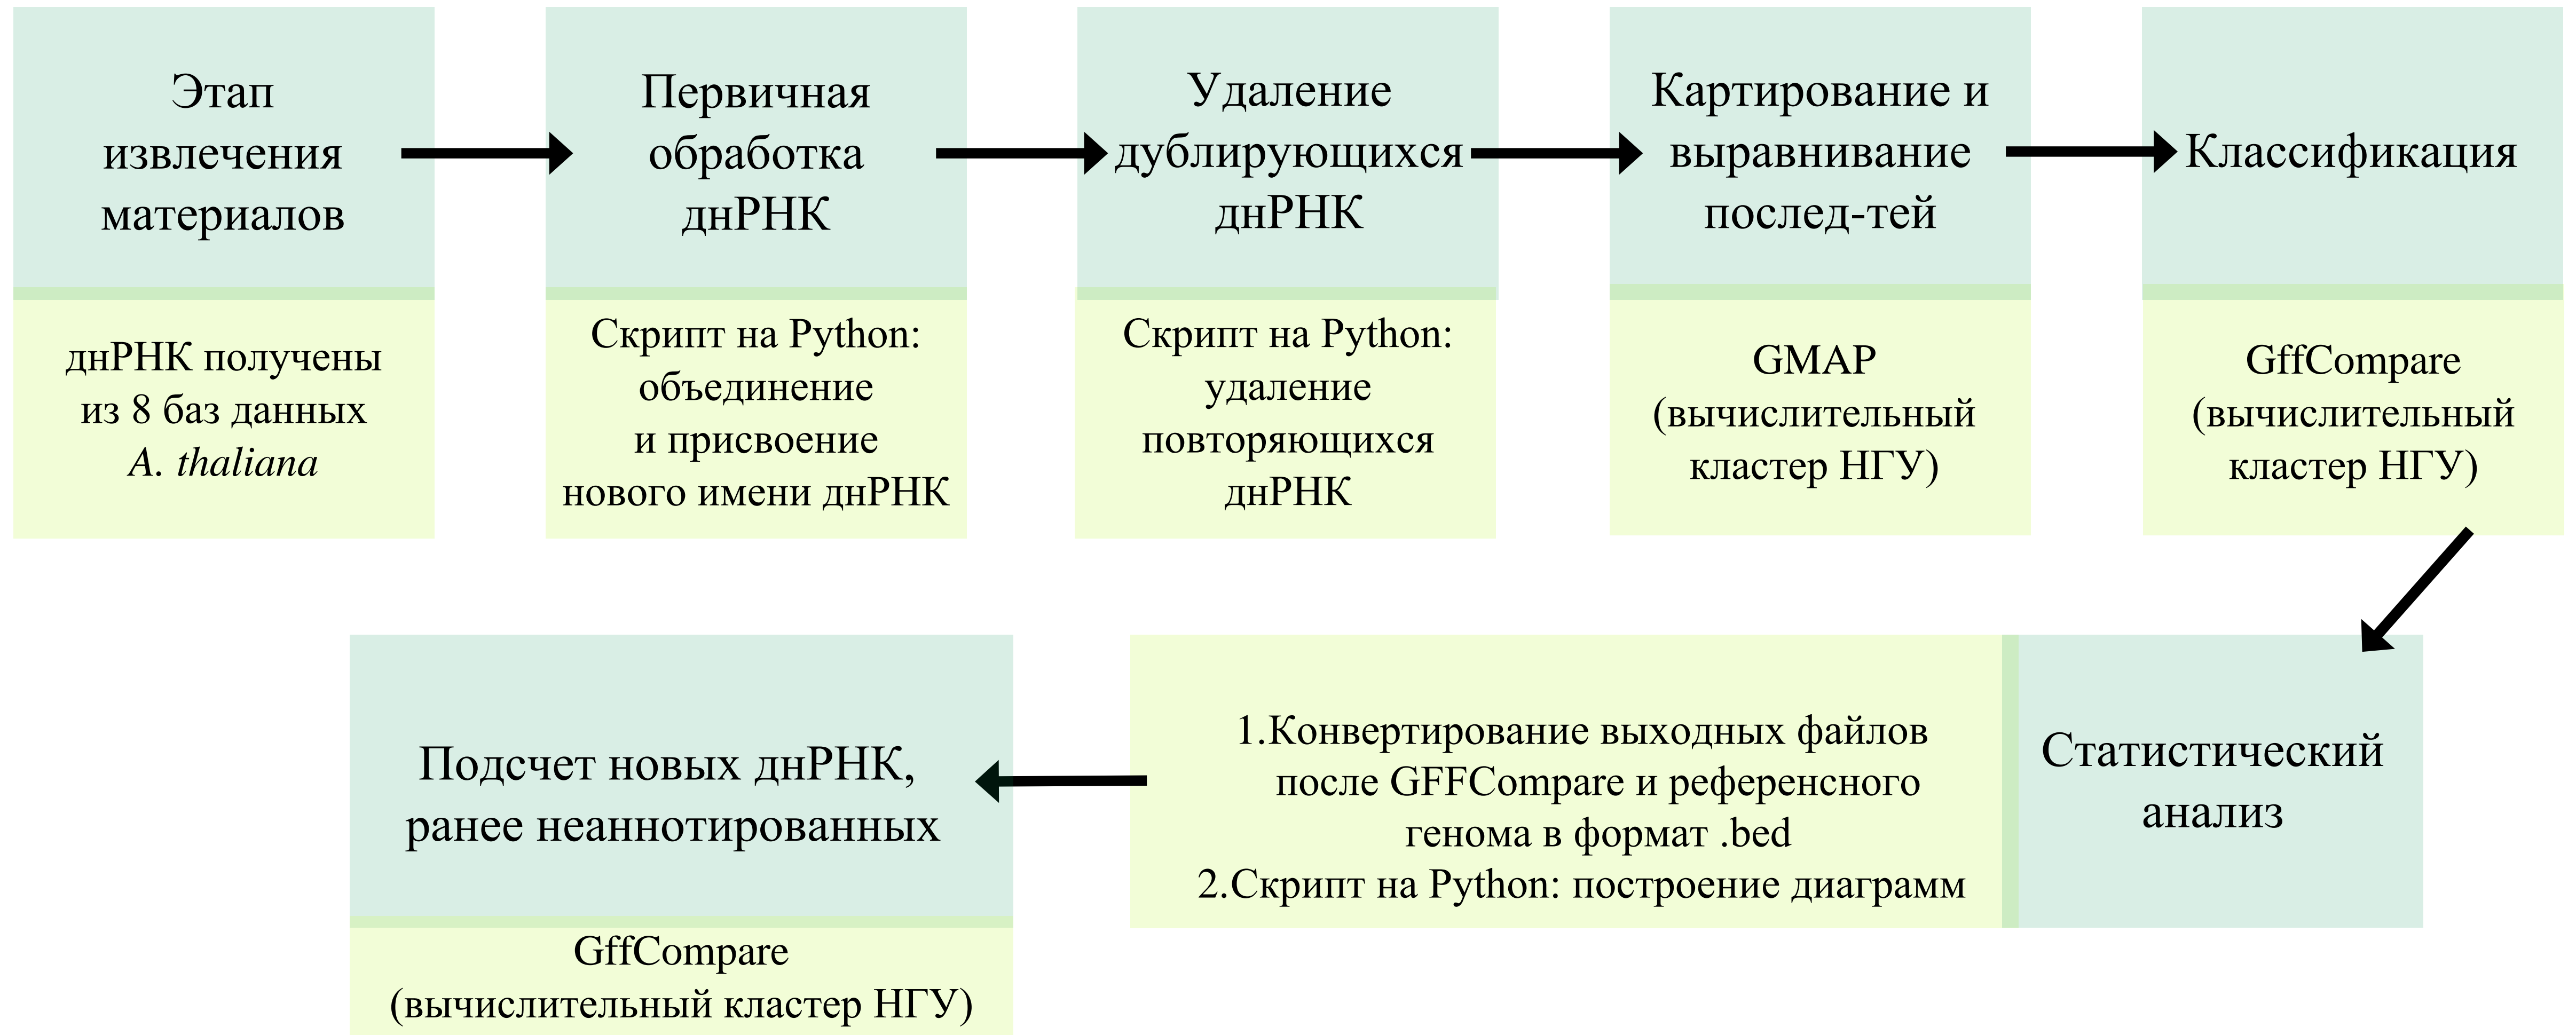 Этап
извлечения
материалов
днРНК получены
из 8 баз данных
A. thaliana
Первичная
обработка
днРНК
Скрипт на Python:
объединение
и присвоение
нового имени днРНК
Удаление
дублирующихся
днРНК
Скрипт на Python:
удаление
повторяющихся
днРНК
Картирование и
выравнивание
послед-тей
GMAP
(вычислительный
кластер НГУ)
Классификация
GffCompare
(вычислительный
кластер НГУ)
Статистический
анализ
1.Конвертирование выходных файлов
после GFFCompare и референсного
генома в формат .bed
2.Скрипт на Python: построение диаграмм
Подсчет новых днРНК,
ранее неаннотированных
GffCompare
(вычислительный кластер НГУ)